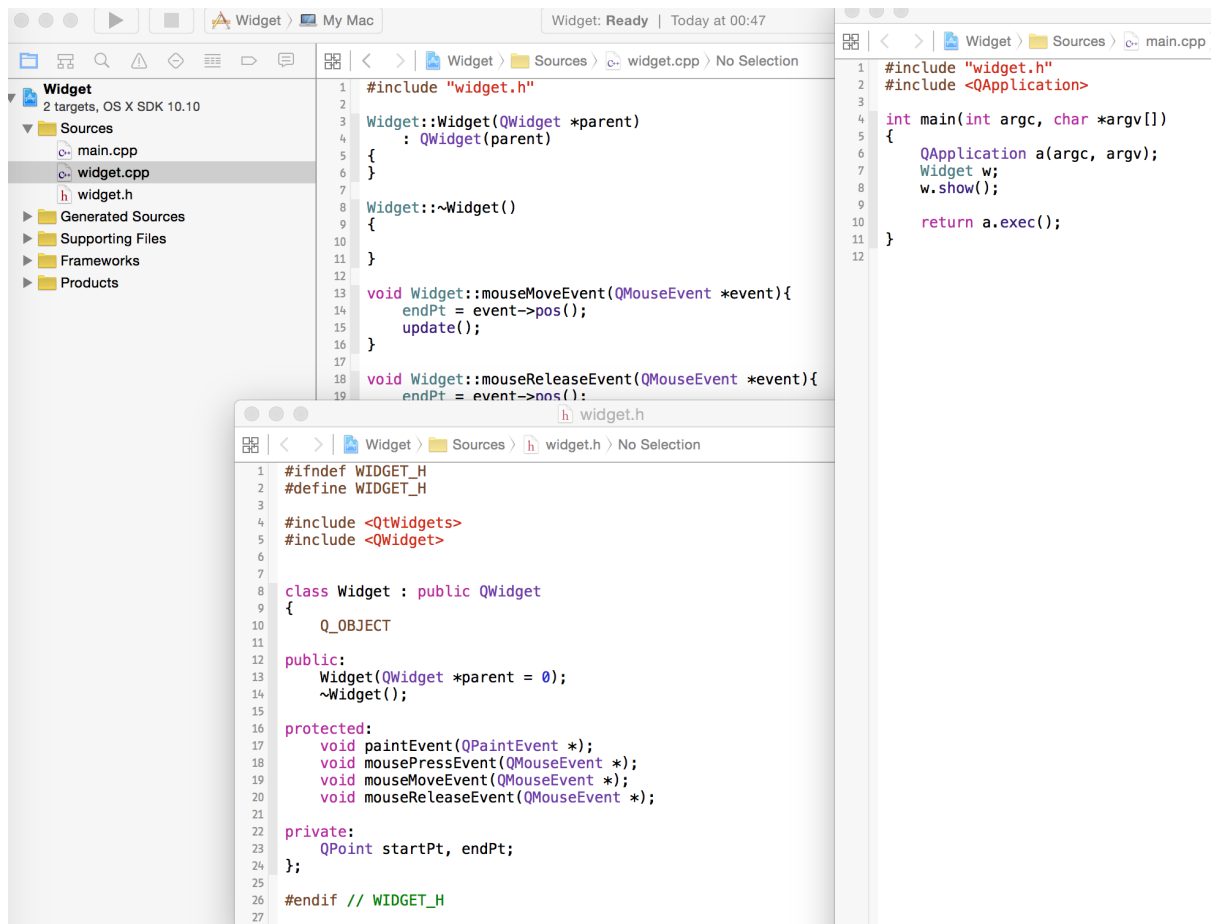 Widget 〉 My Mac
Widget: Ready | Today at 00:47
Widget
2 targets, OS X SDK 10.10
Sources
main.cpp
widget.cpp
widget.h
Generated Sources
Supporting Files
Frameworks
Products
Widget 〉 Sources 〉 widget.cpp 〉 No Selection
1 #include "widget.h"
2
3 Widget::Widget(QWidget *parent)
4     : QWidget(parent)
5 {
6 }
7
8 Widget::~Widget()
9 {
10
11 }
12
13 void Widget::mouseMoveEvent(QMouseEvent *event){
14     endPt = event->pos();
15     update();
16 }
17
18 void Widget::mouseReleaseEvent(QMouseEvent *event){
19     endPt = event->pos();
widget.h
Widget 〉 Sources 〉 h widget.h 〉 No Selection
1 #ifndef WIDGET_H
2 #define WIDGET_H
3
4 #include <QtWidgets>
5 #include <QWidget>
6
7
8 class Widget : public QWidget
9 {
10     Q_OBJECT
11
12 public:
13     Widget(QWidget *parent = 0);
14     ~Widget();
15
16 protected:
17     void paintEvent(QPaintEvent *);
18     void mousePressEvent(QMouseEvent *);
19     void mouseMoveEvent(QMouseEvent *);
20     void mouseReleaseEvent(QMouseEvent *);
21
22 private:
23     QPoint startPt, endPt;
24 };
25
26 #endif // WIDGET_H
27
Widget 〉 Sources 〉 main.cpp
1 #include "widget.h"
2 #include <QApplication>
3
4 int main(int argc, char *argv[])
5 {
6     QApplication a(argc, argv);
7     Widget w;
8     w.show();
9
10     return a.exec();
11 }
12